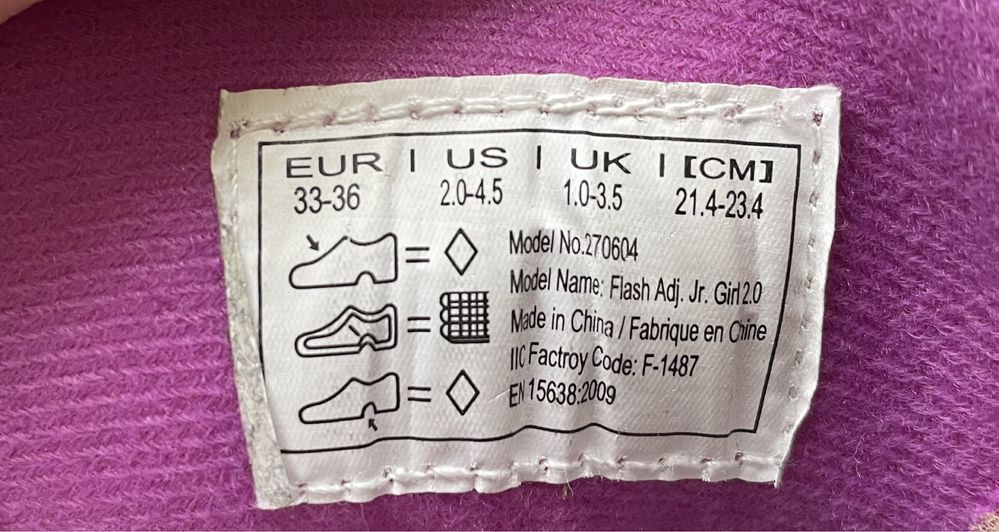 EUR | US | UK | [CM]
33-36 2.0-4.5 1.0-3.5 21.4-23.4
Model No.270604
Model Name: Flash Adj. Jr. Girl 2.0
Made in China / Fabrique en Chine
IIC Factroy Code: F-1487
EN 15638:2009